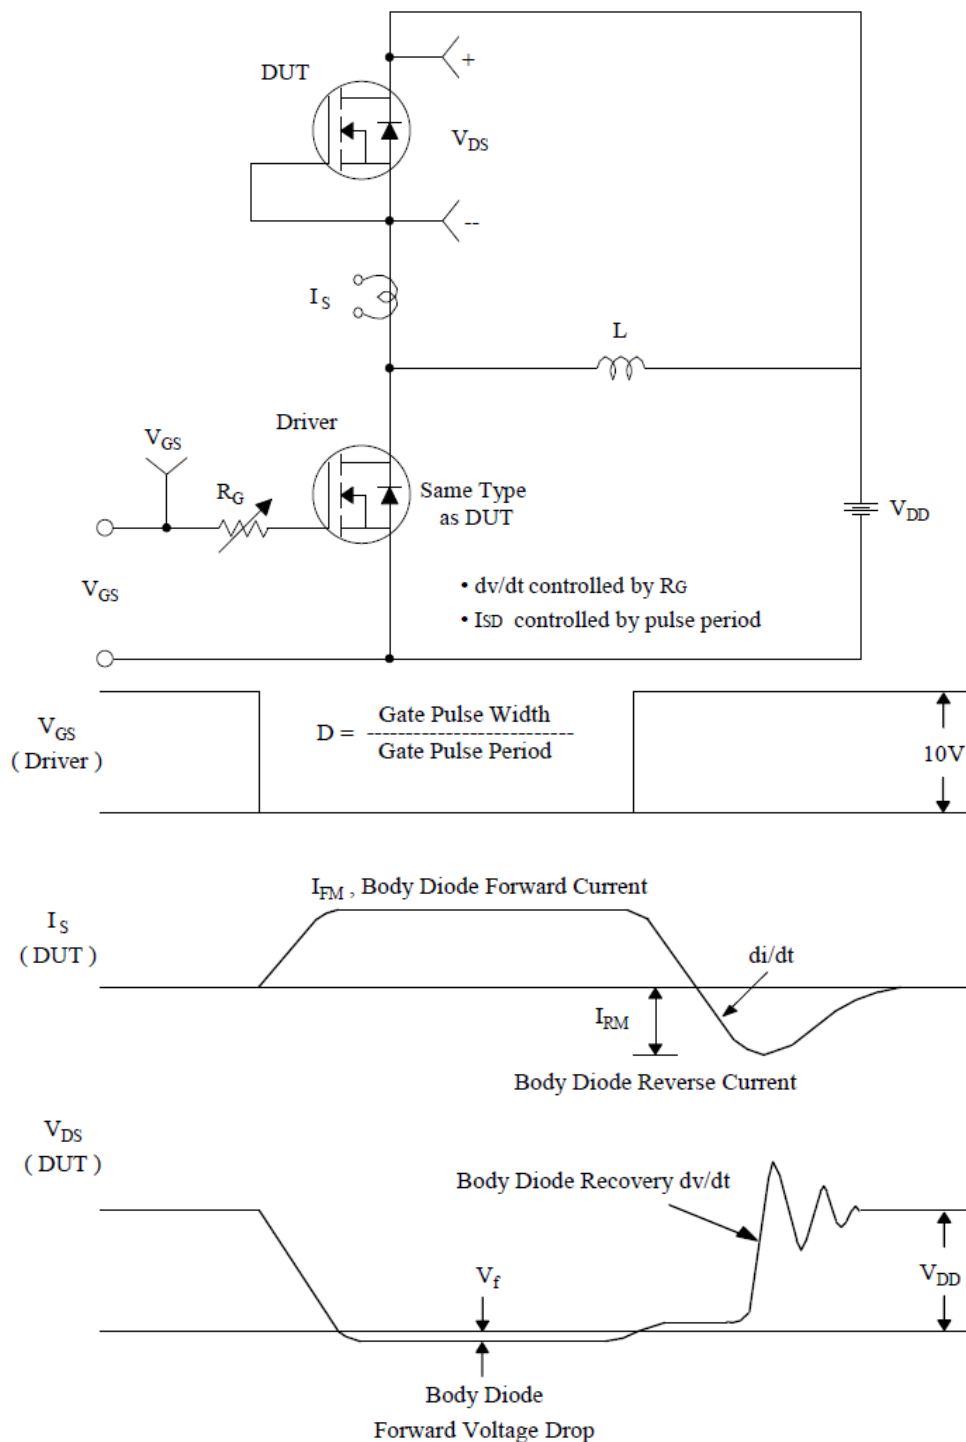 DUT
+
VDS
--
IS
L
Driver
VGS
RG
Same Type
as DUT
VDD
VGS
• dv/dt controlled by RG
• ISD controlled by pulse period
VGS
( Driver )
D = Gate Pulse Width
--------------------------
Gate Pulse Period
10V
IFM , Body Diode Forward Current
IS
( DUT )
di/dt
IRM
Body Diode Reverse Current
VDS
( DUT )
Body Diode Recovery dv/dt
Vf
VDD
Body Diode
Forward Voltage Drop